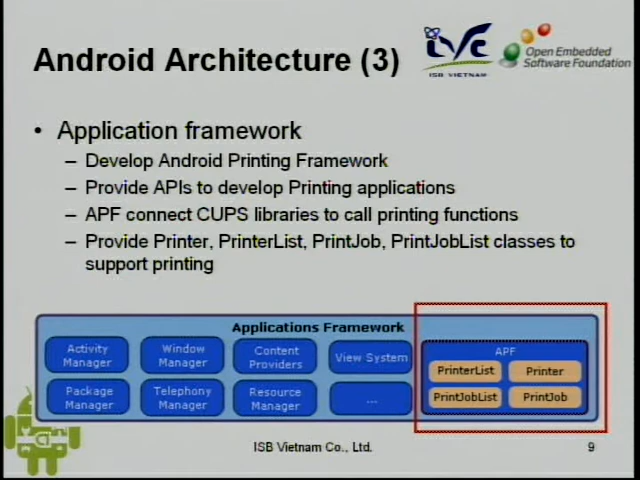 Android Architecture (3)
ISB VIETNAM
Open Embedded
Software Foundation
• Application framework
– Develop Android Printing Framework
– Provide APIs to develop Printing applications
– APF connect CUPS libraries to call printing functions
– Provide Printer, PrinterList, PrintJob, PrintJobList classes to
support printing
Applications Framework
Activity
Manager
Window
Manager
Content
Providers
View System
APF
PrinterList
Printer
Package
Manager
Telephony
Manager
Resource
Manager
...
PrintJobList
PrintJob
ISB Vietnam Co., Ltd.
9